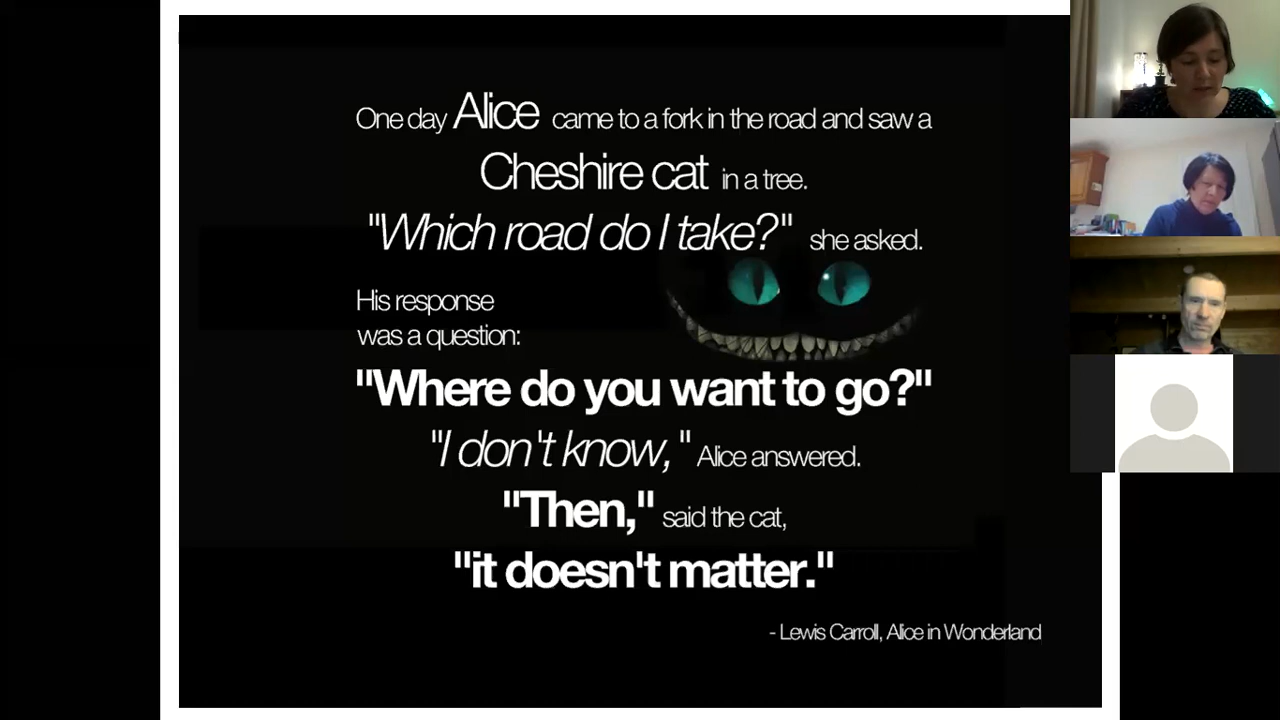 One day Alice came to a fork in the road and saw a
Cheshire cat in a tree.
"Which road do I take?" she asked.
His response
was a question:
"Where do you want to go?"
"I don't know," Alice answered.
"Then," said the cat,
"it doesn't matter."
- Lewis Carroll, Alice in Wonderland